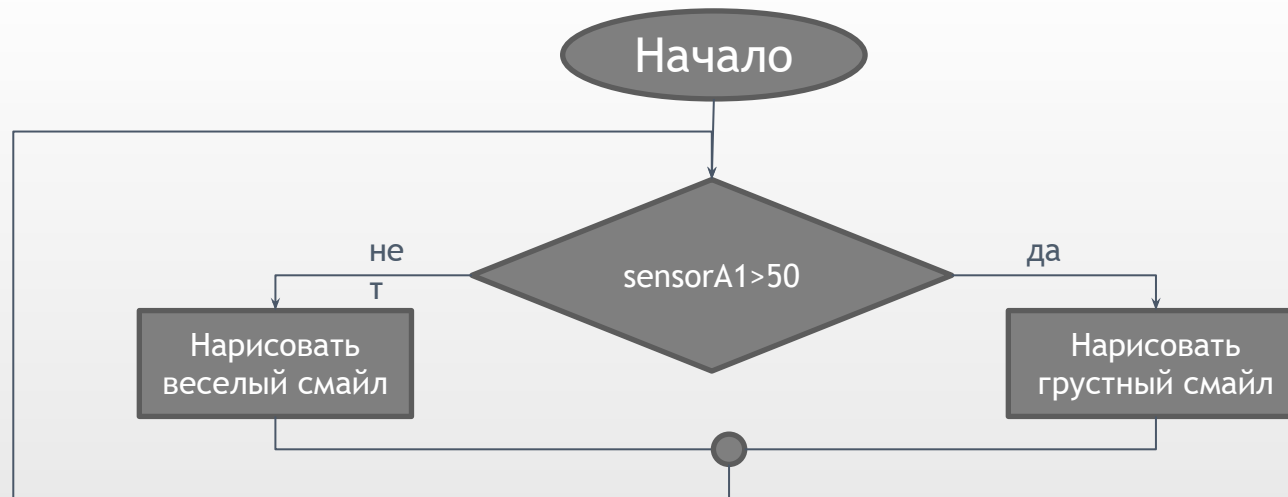 Начало
не
т
sensorA1>50
да
Нарисовать
веселый смайл
Нарисовать
грустный смайл